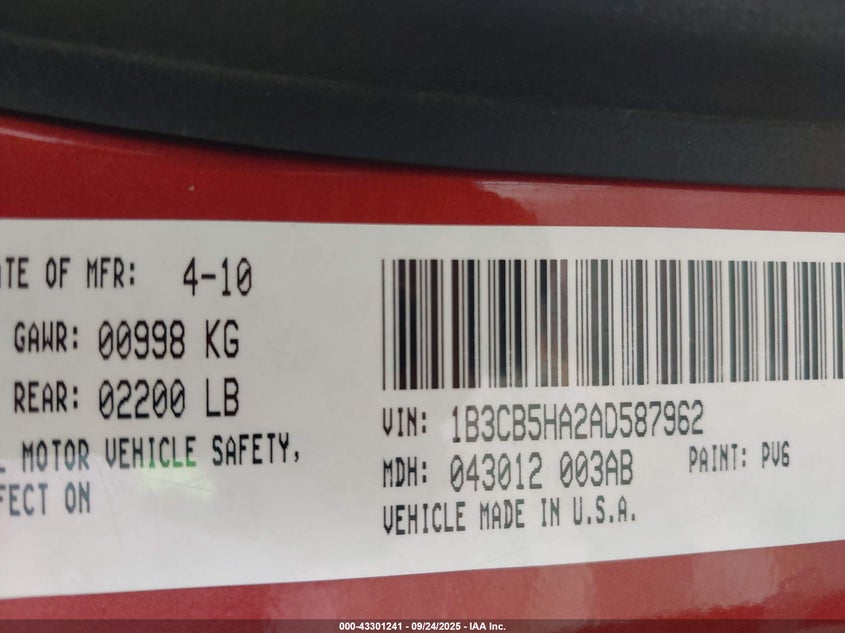 ATE OF MFR: 4-10
GAWR: 00998 KG
REAR: 02200 LB
L MOTOR VEHICLE SAFETY,
FECT ON
VIN: 1B3CB5HA2AD587962
MDH: 043012 003AB PAINT: PV6
VEHICLE MADE IN U.S.A.
000-43301241 - 09/24/2025 - IAA Inc.